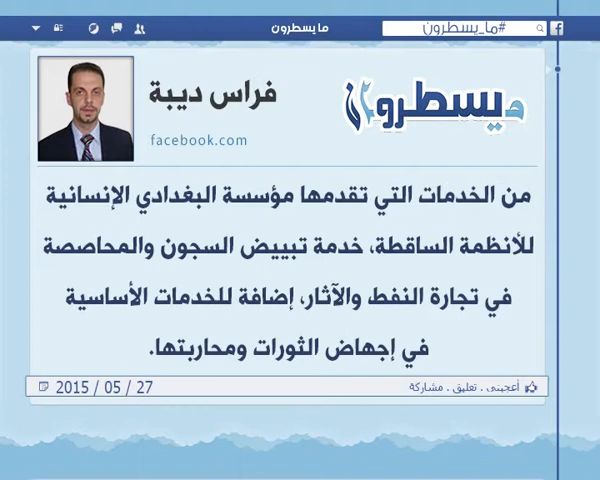 ما يسطرون
#ما_يسطرون
ما يسطرون
فراس ديبة
facebook.com
من الخدمات التي تقدمها مؤسسة البغدادي الإنسانية
للأنظمة الساقطة، خدمة تبييض السجون والمحاصصة
في تجارة النفط والآثار، إضافة للخدمات الأساسية
في إجهاض الثورات ومحاربتها.
أعجبني . تعليق . مشاركة
27 / 05 / 2015